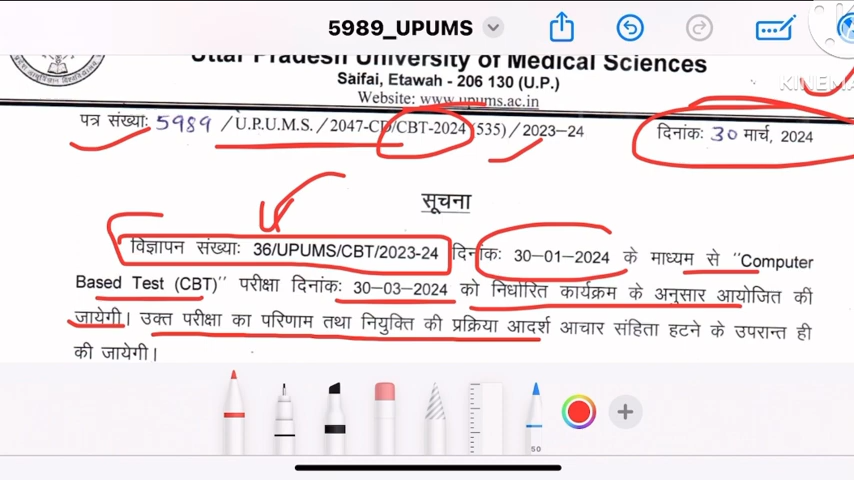 5989_UPUMS
Uttar Pradesh University of Medical Sciences
Saifai, Etawah - 206 130 (U.P.)
Website: www.upums.ac.in
पत्र संख्या: 5989 /U.P.U.M.S. / 2047-CD/CBT-2024 (535) / 2023-24 दिनांक: 30 मार्च, 2024
सूचना
विज्ञापन संख्या: 36/UPUMS/CBT/2023-24 दिनांक: 30-01-2024 के माध्यम से "Computer
Based Test (CBT)" परीक्षा दिनांक: 30-03-2024 को निर्धारित कार्यक्रम के अनुसार आयोजित कीं
जायेगी। उक्त परीक्षा का परिणाम तथा नियुक्ति की प्रक्रिया आदर्श आचार संहिता हटने के उपरान्त ही
की जायेगी।
50